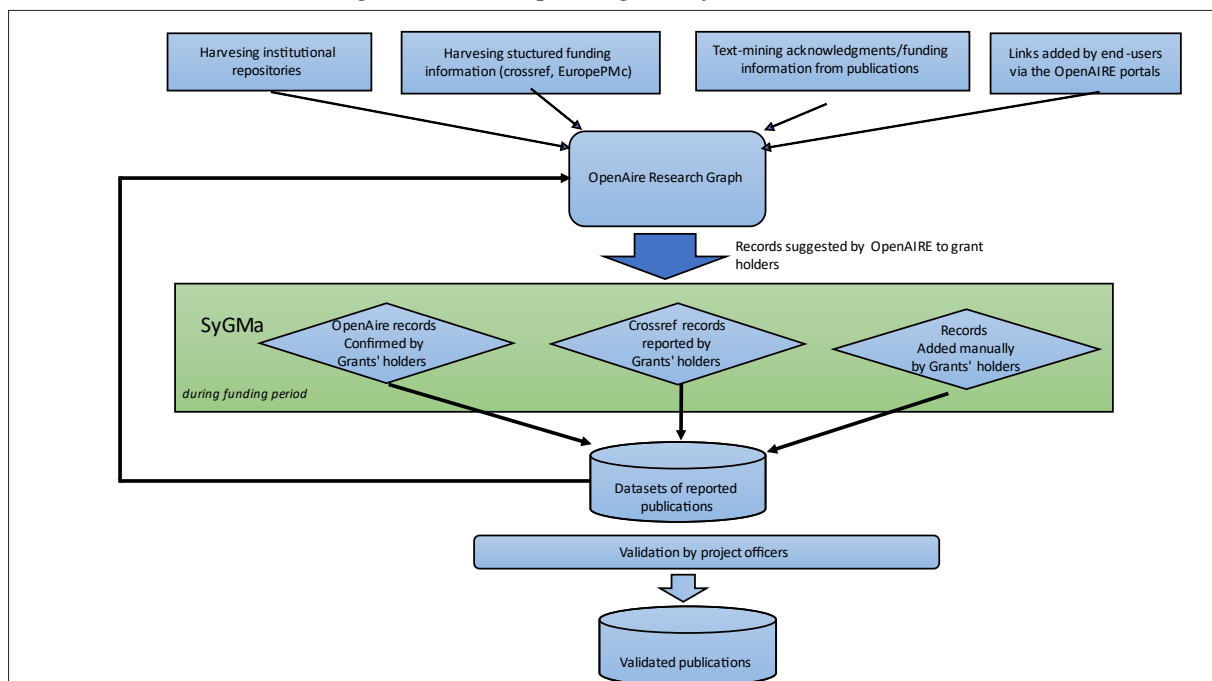 Harvesting institutional
repositories
Harvesting stuctured funding
information (crossref, EuropePMc)
Text-mining acknowledgments/funding
information from publications
Links added by end -users
via the OpenAIRE portals
OpenAire Research Graph
Records suggested by OpenAIRE to grant
holders
SyGMa
OpenAire records
Confirmed by
Grants' holders
Crossref records
reported by
Grants' holders
Records
Added manually
by Grants' holders
during funding period
Datasets of reported
publications
Validation by project officers
Validated publications